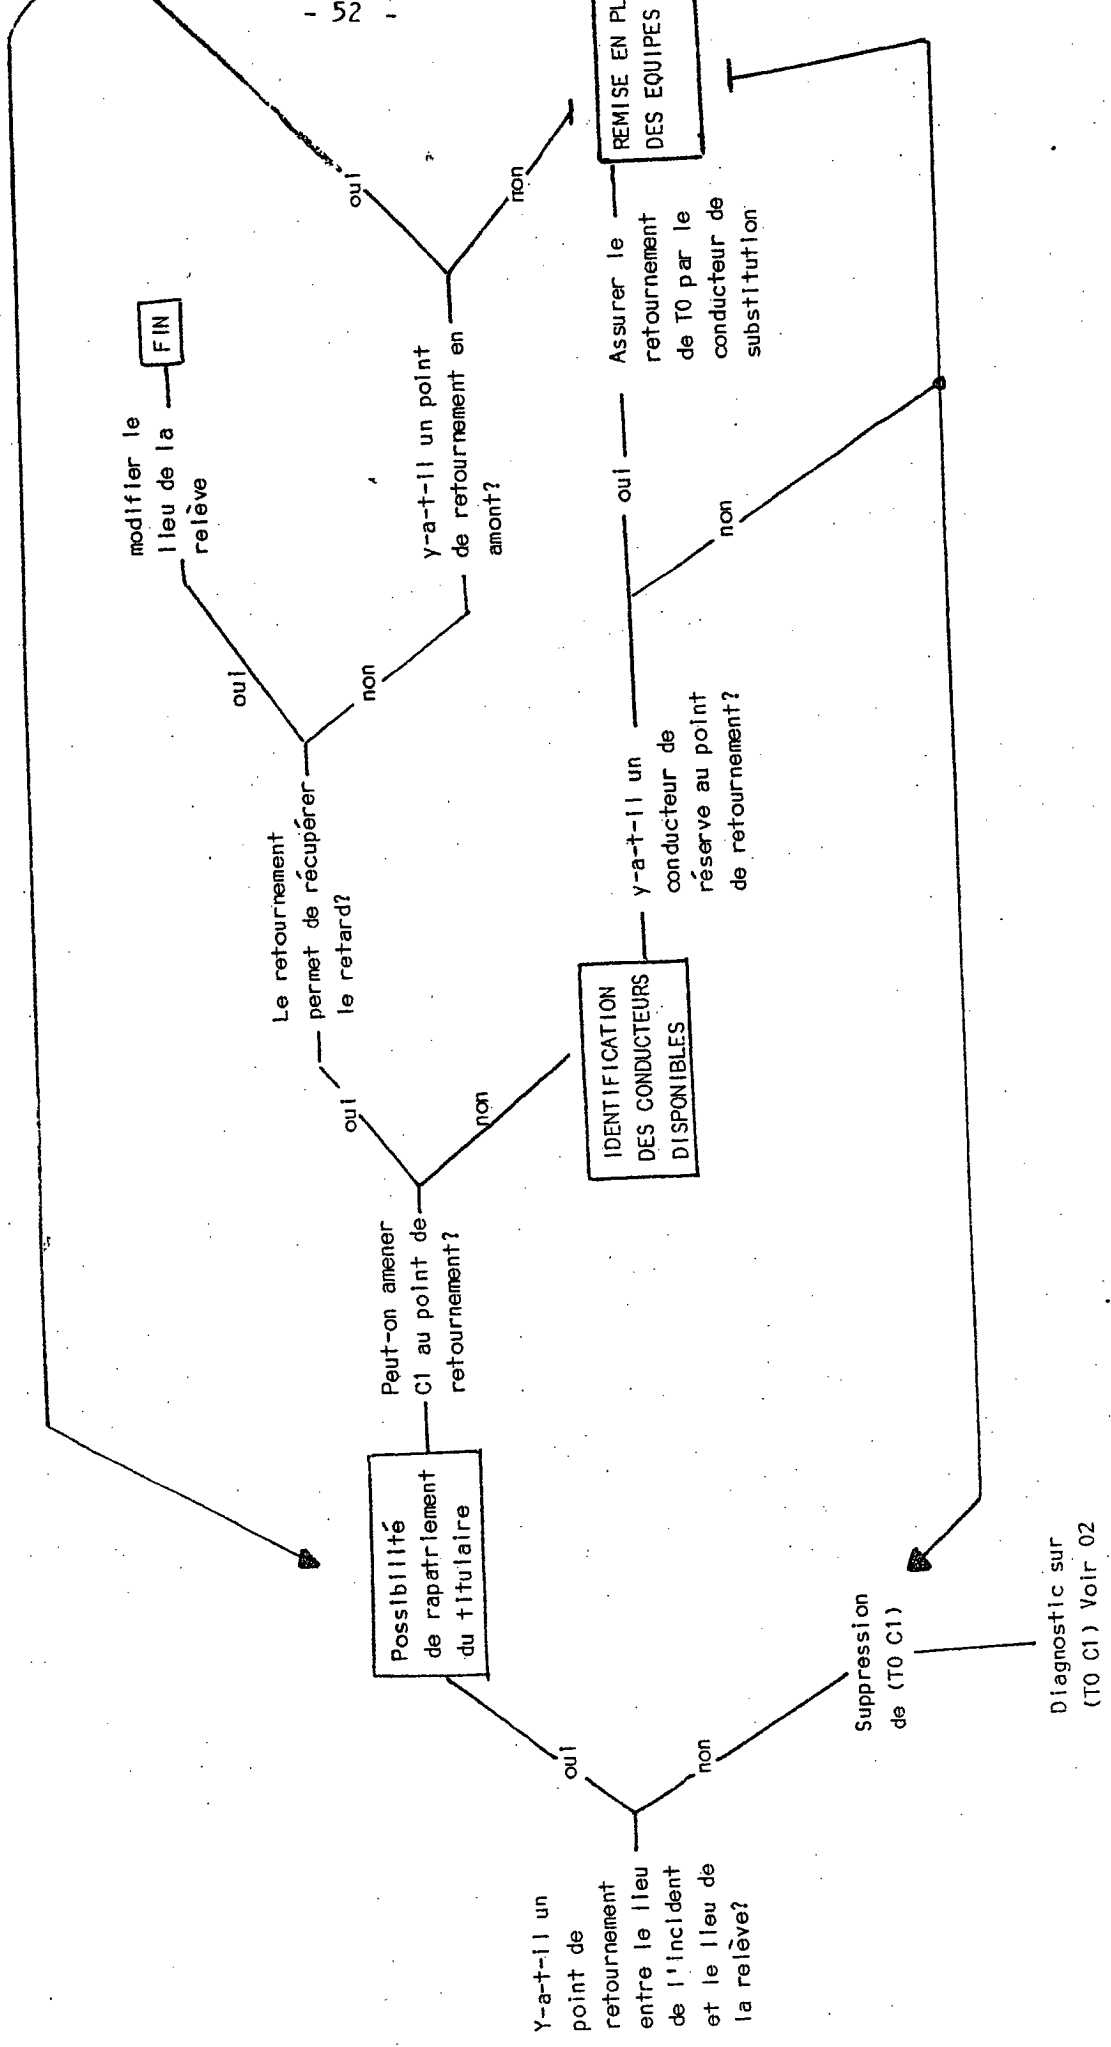 - 52 -
Y-a-t-il un
point de
retournement
entre le lieu
de l'incident
et le lieu de
la relève?
oui
non
Possibilité
de rapatriement
du titulaire
Suppression
de (T0 C1)
Diagnostic sur
(T0 C1) Voir 02
Peut-on amener
C1 au point de
retournement?
oui
non
Le retournement
permet de récupérer
le retard?
IDENTIFICATION
DES CONDUCTEURS
DISPONIBLES
oui
non
modifier le
lieu de la
relève
FIN
y-a-t-il un point
de retournement en
amont?
oui
non
y-a-t-il un
conducteur de
réserve au point
de retournement?
oui
non
Assurer le
retournement
de T0 par le
conducteur de
substitution
REMISE EN PL
DES EQUIPES